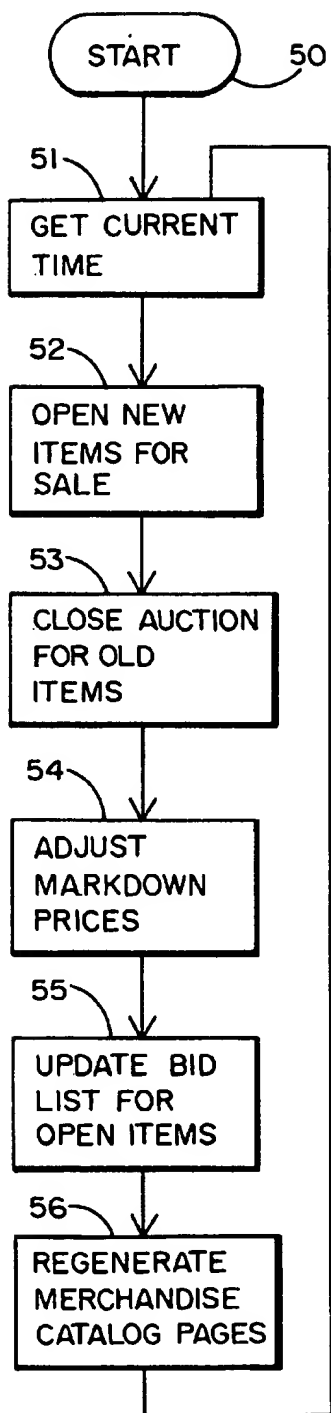 START
50
51
GET CURRENT
TIME
52
OPEN NEW
ITEMS FOR
SALE
53
CLOSE AUCTION
FOR OLD
ITEMS
54
ADJUST
MARKDOWN
PRICES
55
UPDATE BID
LIST FOR
OPEN ITEMS
56
REGENERATE
MERCHANDISE
CATALOG PAGES